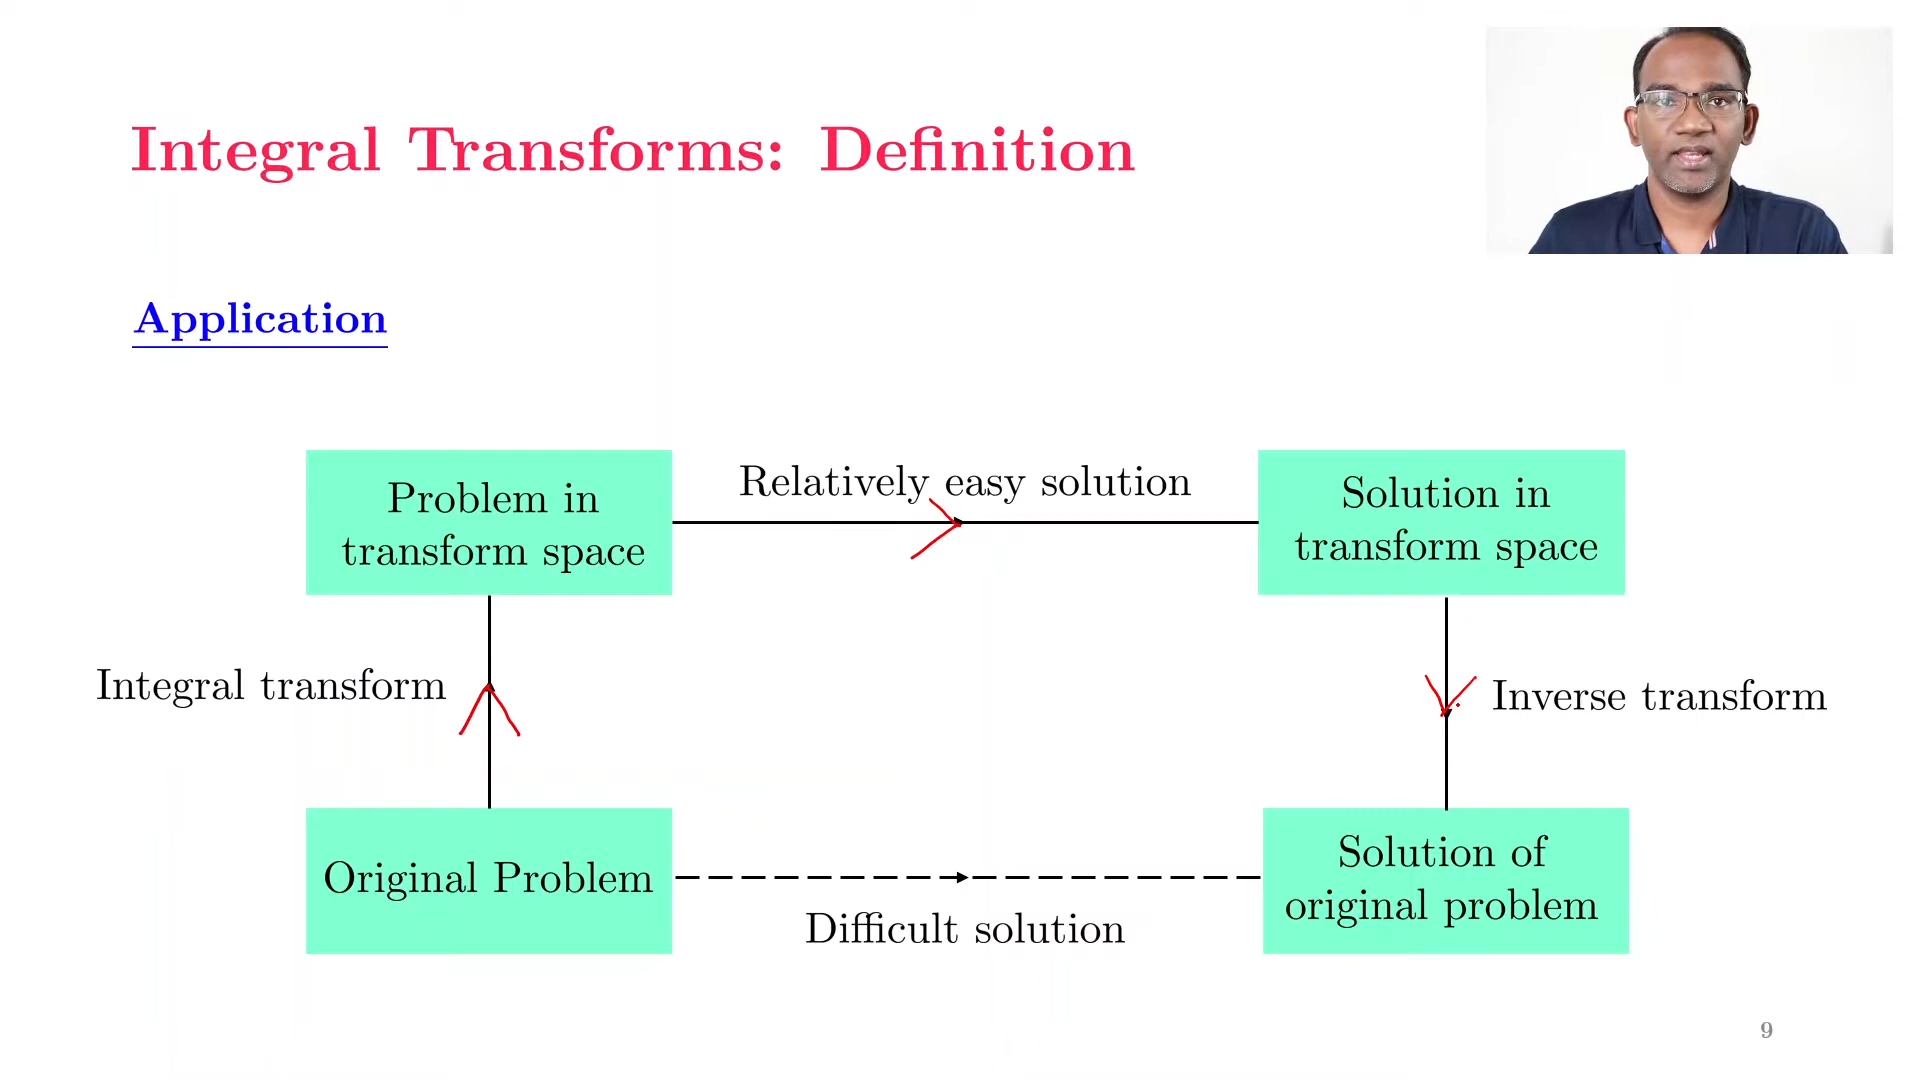 Integral Transforms: Definition
Application
Problem in
transform space
Relatively easy solution
Solution in
transform space
Integral transform
Inverse transform
Original Problem
Difficult solution
Solution of
original problem
9